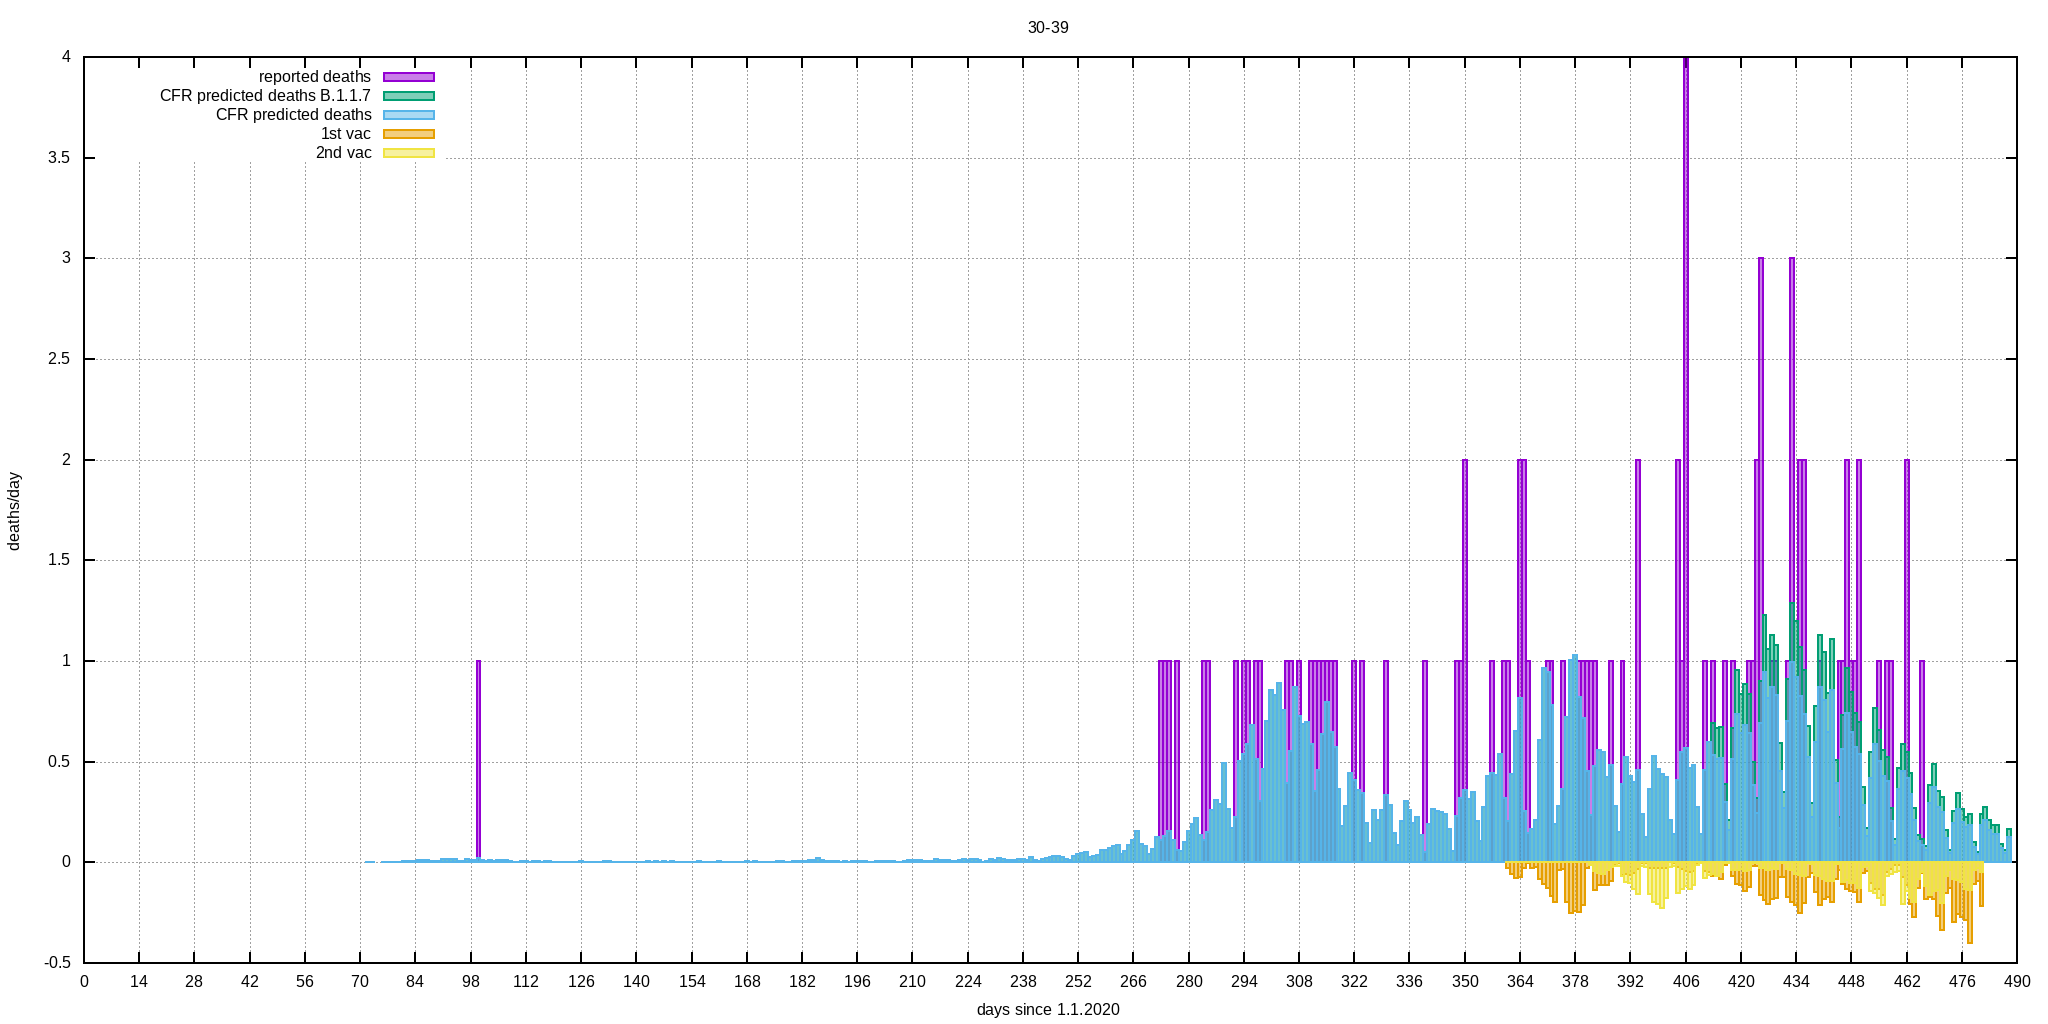 30-39
reported deaths
CFR predicted deaths B.1.1.7
CFR predicted deaths
1st vac
2nd vac
4
3.5
3
2.5
2
1.5
1
0.5
0
-0.5
deaths/day
0 14 28 42 56 70 84 98 112 126 140 154 168 182 196 210 224 238 252 266 280 294 308 322 336 350 364 378 392 406 420 434 448 462 476 490
days since 1.1.2020